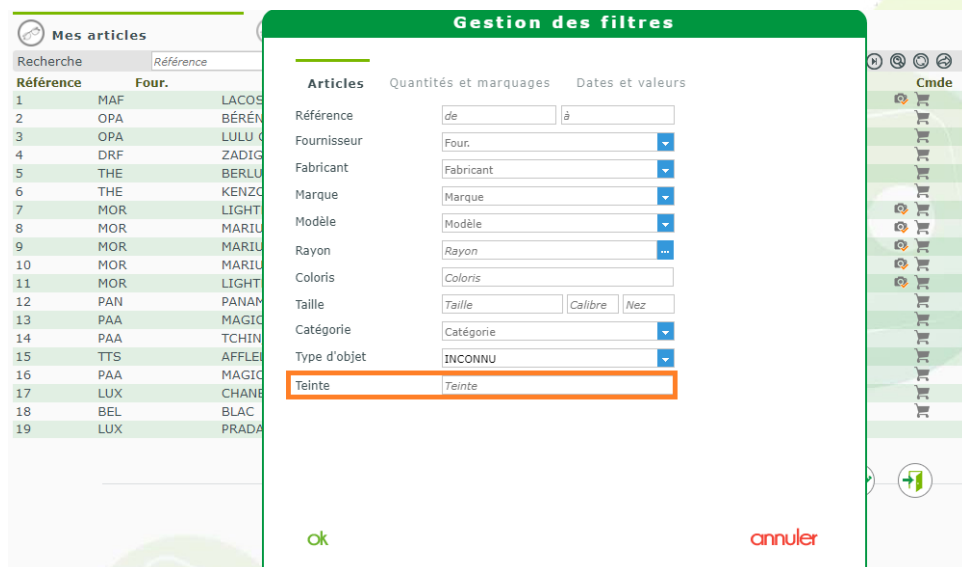 Gestion des filtres
Mes articles
Recherche Référence
Référence Four. Cmde
1 MAF LACOS
2 OPA BÉRÉN
3 OPA LULU
4 DRF ZADIG
5 THE BERLU
6 THE KENZO
7 MOR LIGHT
8 MOR MARIU
9 MOR MARIU
10 MOR MARIU
11 MOR LIGHT
12 PAN PANAM
13 PAA MAGIC
14 PAA TCHIN
15 TTS AFFLEL
16 PAA MAGIC
17 LUX CHANE
18 BEL BLAC
19 LUX PRADA
Articles Quantités et marquages Dates et valeurs
Référence de à
Fournisseur Four.
Fabricant Fabricant
Marque Marque
Modèle Modèle
Rayon Rayon ...
Coloris Coloris
Taille Taille Calibre Nez
Catégorie Catégorie
Type d'objet INCONNU
Teinte Teinte
ok annuler